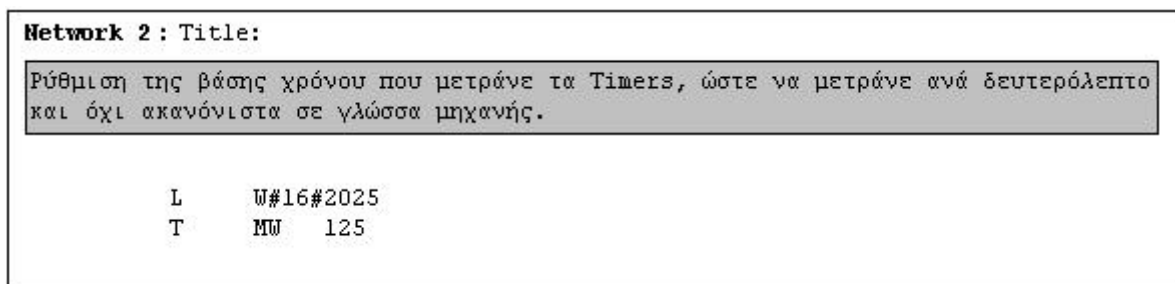 Network 2 : Title:
Ρύθμιση της βάσης χρόνου που μετράνε τα Timers, ώστε να μετράνε ανά δευτερόλεπτο
και όχι ακανόνιστα σε γλώσσα μηχανής.
L W#16#2025
T MW 125